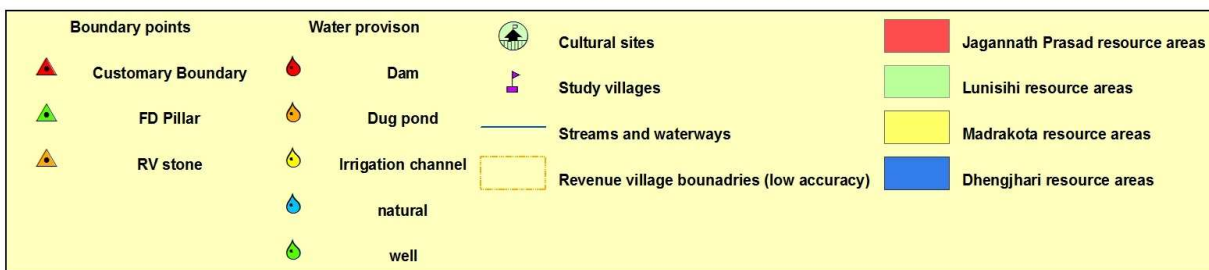 Boundary points
Customary Boundary
FD Pillar
RV stone
Water provison
Dam
Dug pond
Irrigation channel
natural
well
Cultural sites
Study villages
Streams and waterways
Revenue village bounadries (low accuracy)
Jagannath Prasad resource areas
Lunisihi resource areas
Madrakota resource areas
Dhengjhari resource areas